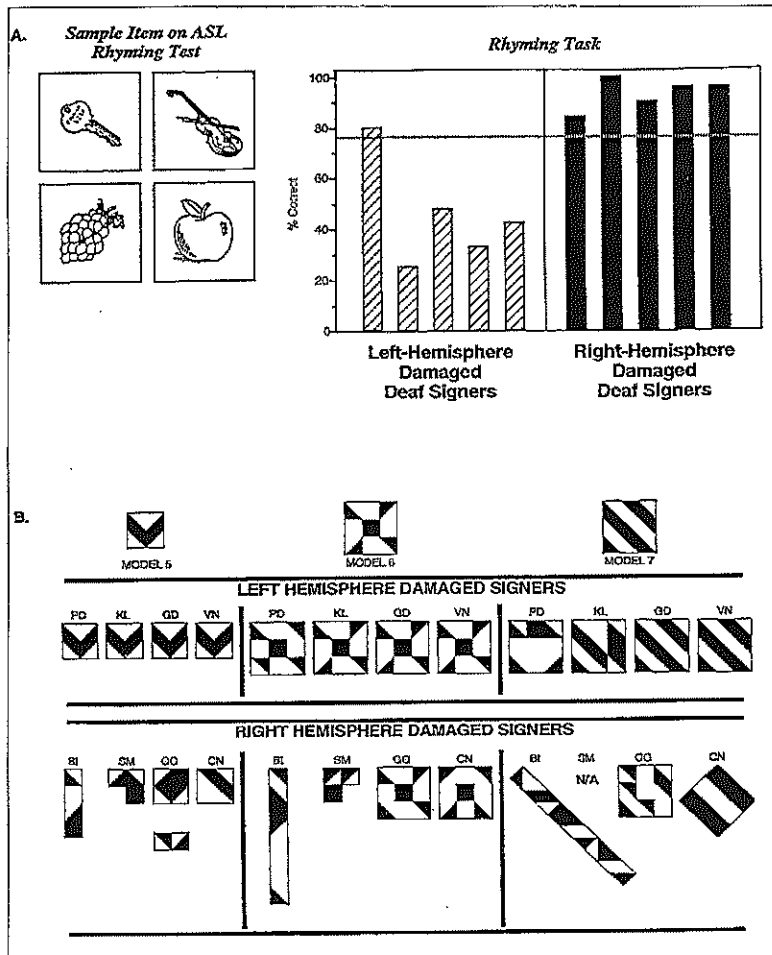 A.
Sample Item on ASL
Rhyming Test
Rhyming Task
100
80
60
40
20
0
% Correct
Left-Hemisphere
Damaged
Deaf Signers
Right-Hemisphere
Damaged
Deaf Signers
B.
MODEL 5
MODEL 6
MODEL 7
LEFT HEMISPHERE DAMAGED SIGNERS
PD KL GD VN PD KL GD VN PD KL GD VN
RIGHT HEMISPHERE DAMAGED SIGNERS
BI SM GG CN BI SM GG CN BI SM GG CN
N/A